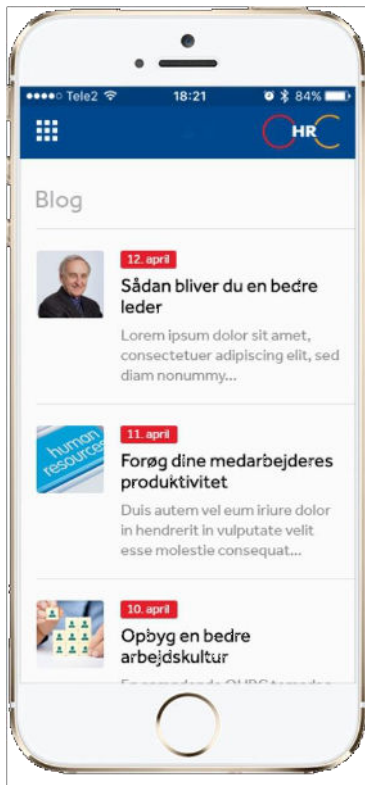 Tele2 18:21 84%
HR
Blog
12. april
Sådan bliver du en bedre
leder
Lorem ipsum dolor sit amet,
consectetuer adipiscing elit, sed
diam nonummy...
human
resources
11. april
Forøg dine medarbejderes
produktivitet
Duis autem vel eum iriure dolor
in hendrerit in vulputate velit
esse molestie consequat...
10. april
Opbyg en bedre
arbejdskultur